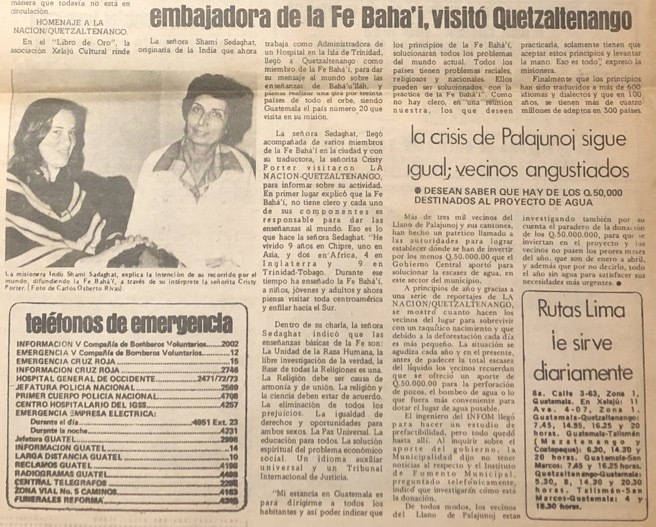 manera que todavía no está en
circulación.
HOMENAJE A LA
NACION/QUETZALTENANGO.
En el "Libro de Oro", la
asociación Xelajú Cultural rinde
embajadora de la Fe Baha'i, visitó Quetzaltenango
La señora Shami Sedaghat,
originaria de la India que ahora
trabaja como Administradora de
un Hospital en la Isla de Trinidad,
llegó a Quetzaltenango como
miembro de la Fe Bahá'í, para
dar su mensaje al mundo sobre las
enseñanzas de Bahá'u'lláh, y
piensa realizar una gira por treinta
países de todo el orbe, siendo
Guatemala el país número 20 que
visita en su misión.
La señora Sedaghat, llegó
acompañada de varios miembros
de la Fe Bahá'í en la ciudad y con
su traductora, la señorita Cristy
Porter visitaron LA
NACION-QUETZALTENANGO,
para informar sobre su actividad.
En primer lugar explicó que la Fe
Bahá'í, no tiene clero y cada uno
de sus componentes es
responsable para dar las
enseñanzas al mundo. Eso es lo
que hace la señora Sedaghat. "He
vivido 9 años en Chipre, uno en
Asia, y dos en Africa, 4 en
Inglaterra y 9 en
Trinidad-Tobago. Durante ese
tiempo he enseñado la Fe Bahá'í,
a niños, jóvenes y adultos y ahora
piensa visitar toda centroamérica
y enfilar hacia el Sur.
Dentro de su charla, la señora
Sedaghat indicó que las
enseñanzas básicas de la Fe son:
La Unidad de la Raza Humana, la
libre investigación de la verdad, la
Base de todas la Religiones es una.
La Religión debe ser causa de
armonía y de unión. La religión y
la ciencia deben estar de acuerdo.
La eliminación de todos los
prejuicios. La igualdad de
derechos y oportunidades para
ambos sexos. La Paz Universal. La
educación para todos. La solución
espiritual del problema económico
social. Un idioma auxiliar
universal y un Tribunal
Internacional de Justicia.
"Mi estancia en Guatemala es
para dirigirme a todos los
habitantes y así poder indicar que
los principios de la Fe Bahá'í,
solucionarán todos los problemas
del mundo actual. Todos los
países tienen problemas raciales,
religiosos y nacionales. Ellos
pueden ser solucionados, con la
práctica de la Fe Bahá'í". Como
no hay clero, en una reunión
nuestra, los que deseen
practicarla, solamente tienen que
aceptar estos principios y levantar
la mano. Eso es todo", expresó la
misionera.
Finalmente que los principios
han sido traducidos a más de 600
idiomas y dialectos y que en 100
años, se tienen más de cuatro
millones de adeptos en 300 países.
La misionera Indú Shami Sedaghat, explica la intención de su recorrido por el
mundo, difundiendo la Fe Bahá'í, a través de su intérprete la señorita Cristy
Porter. (Foto de Carlos Osberto Rivas).
teléfonos de emergencia
INFORMACION V Compañía de Bomberos Voluntarios......2002
EMERGENCIA V Compañía de Bomberos Voluntarios......12
EMERGENCIA CRUZ ROJA......15
INFORMACION CRUZ ROJA......2746
HOSPITAL GENERAL DE OCCIDENTE......2471/72/73
JEFATURA POLICIA NACIONAL......2569
PRIMER CUERPO POLICIA NACIONAL......4708
CENTRO HOSPITALARIO DEL IGSS......4257
EMERGENCIA EMPRESA ELECTRICA:
Durante el día......4951 Ext. 23
Durante la noche......4231
Jefatura GUATEL......2996
INFORMACION GUATEL......14
LARGA DISTANCIA GUATEL......10
RECLAMOS GUATEL
RADIOGRAMAS GUATEL
CENTRAL TELEGRAFOS
ZONA VIAL No. 5 CAMINOS
FUNERALES REFORMA
la crisis de Palajunoj sigue
igual; vecinos angustiados
● DESEAN SABER QUE HAY DE LOS Q.50,000
DESTINADOS AL PROYECTO DE AGUA
Más de tres mil vecinos del
Llano de Palajunoj y sus cantones,
han hecho un patético llamado a
las autoridades para lograr
establecer dónde se han de invertir
por lo menos Q.50.000.00 que el
Gobierno Central aportó para
solucionar la escases de agua, en
este sector del municipio.
A principios de año y gracias a
una serie de reportajes de LA
NACION/QUETZALTENANGO,
se mostró cuanto hacen los
vecinos del lugar para sobrevivir
con un raquítico nacimiento y que
debido a la deforestación cada día
es más pequeño. La situación se
agudiza cada año y en el presente,
antes de padecer la total escasez
del líquido los vecinos recuerdan
que se ofreció un aporte de
Q.50.000.00 para la perforación
de pozos, el bombeo de agua o lo
que fuera más conveniente para
dotar el lugar de agua potable.
El ingeniero del INFOM llegó
para hacer un estudio de
prefactibilidad, pero todo quedó
hasta allí. Al inquirir sobre el
aporte del gobierno, la
Municipalidad dijo no tener
noticias al respecto y el Instituto
de Fomento Municipal,
preguntado telefónicamente,
indicó que investigarán cómo está
la donación.
De todos modos, los vecinos
del Llano de Palajunoj están
investigando también por su
cuenta el paradero de la donación
de los Q.50.000.000, para que se
inviertan en el proyecto y los
vecinos no pasen los peores meses
del año, que son de enero a abril,
y además que por no decirlo, todo
el año sin agua para satisfacer sus
necesidades más urgentes. ●
Rutas Lima
le sirve
diariamente
8a. Calle 3-63, Zona 1,
Guatemala. En Xelajú: 11
Ave. 4-07, Zona 1.
Guatemala-Quetzaltenango:
7.45, 14.55, 16.25 y 20
horas. Guatemala-Talismán
(Mazatenango y
Coatepeque): 6.30, 14.30
y 20 horas. Guatemala-San
Marcos: 7.45 y 16.25 horas.
Quetzaltenango-Guatemala:
5.30, 8, 14.30 y 20.30
horas. Talismán-San
Marcos-Guatemala: 4 y
18.30 horas.